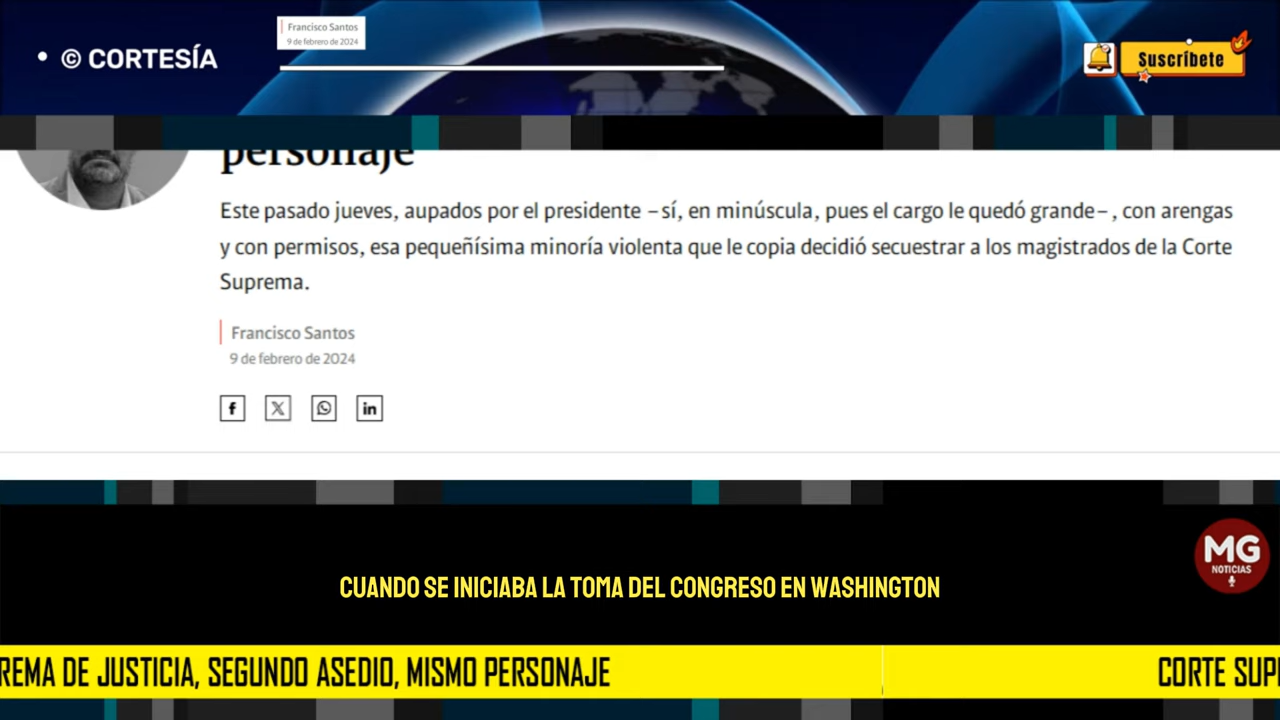 Francisco Santos
9 de febrero de 2024
• © CORTESÍA
Suscríbete
personaje
Este pasado jueves, aupados por el presidente –sí, en minúscula, pues el cargo le quedó grande– , con arengas
y con permisos, esa pequeñísima minoría violenta que le copia decidió secuestrar a los magistrados de la Corte
Suprema.
Francisco Santos
9 de febrero de 2024
MG
NOTICIAS
CUANDO SE INICIABA LA TOMA DEL CONGRESO EN WASHINGTON
REMA DE JUSTICIA, SEGUNDO ASEDIO, MISMO PERSONAJE
CORTE SUP